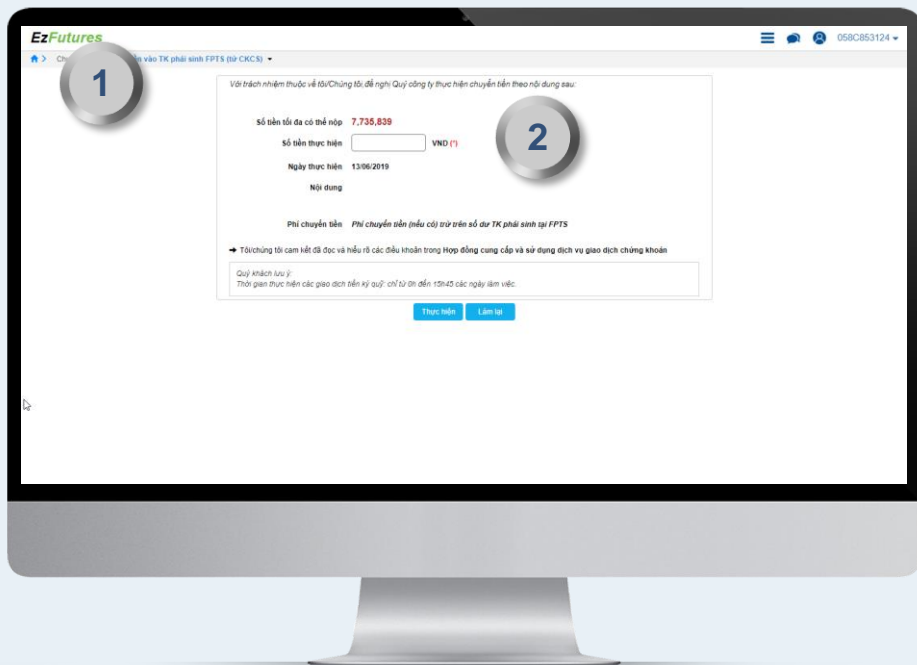 EzFutures
058C853124
vào TK phái sinh FPTS (từ CKCS)
1
2
Với trách nhiệm thuộc về tôi/Chúng tôi, đề nghị Quý công ty thực hiện chuyển tiền theo nội dung sau:
Số tiền tối đa có thể nộp 7,735,839
Số tiền thực hiện VND (*)
Ngày thực hiện 13/06/2019
Nội dung
Phí chuyển tiền Phí chuyển tiền (nếu có) trừ trên số dư TK phái sinh tại FPTS
➔ Tôi/chúng tôi cam kết đã đọc và hiểu rõ các điều khoản trong Hợp đồng cung cấp và sử dụng dịch vụ giao dịch chứng khoán
Quý khách lưu ý:
Thời gian thực hiện các giao dịch tiền ký quỹ: chỉ từ 8h đến 15h45 các ngày làm việc.
Thực hiện Làm lại